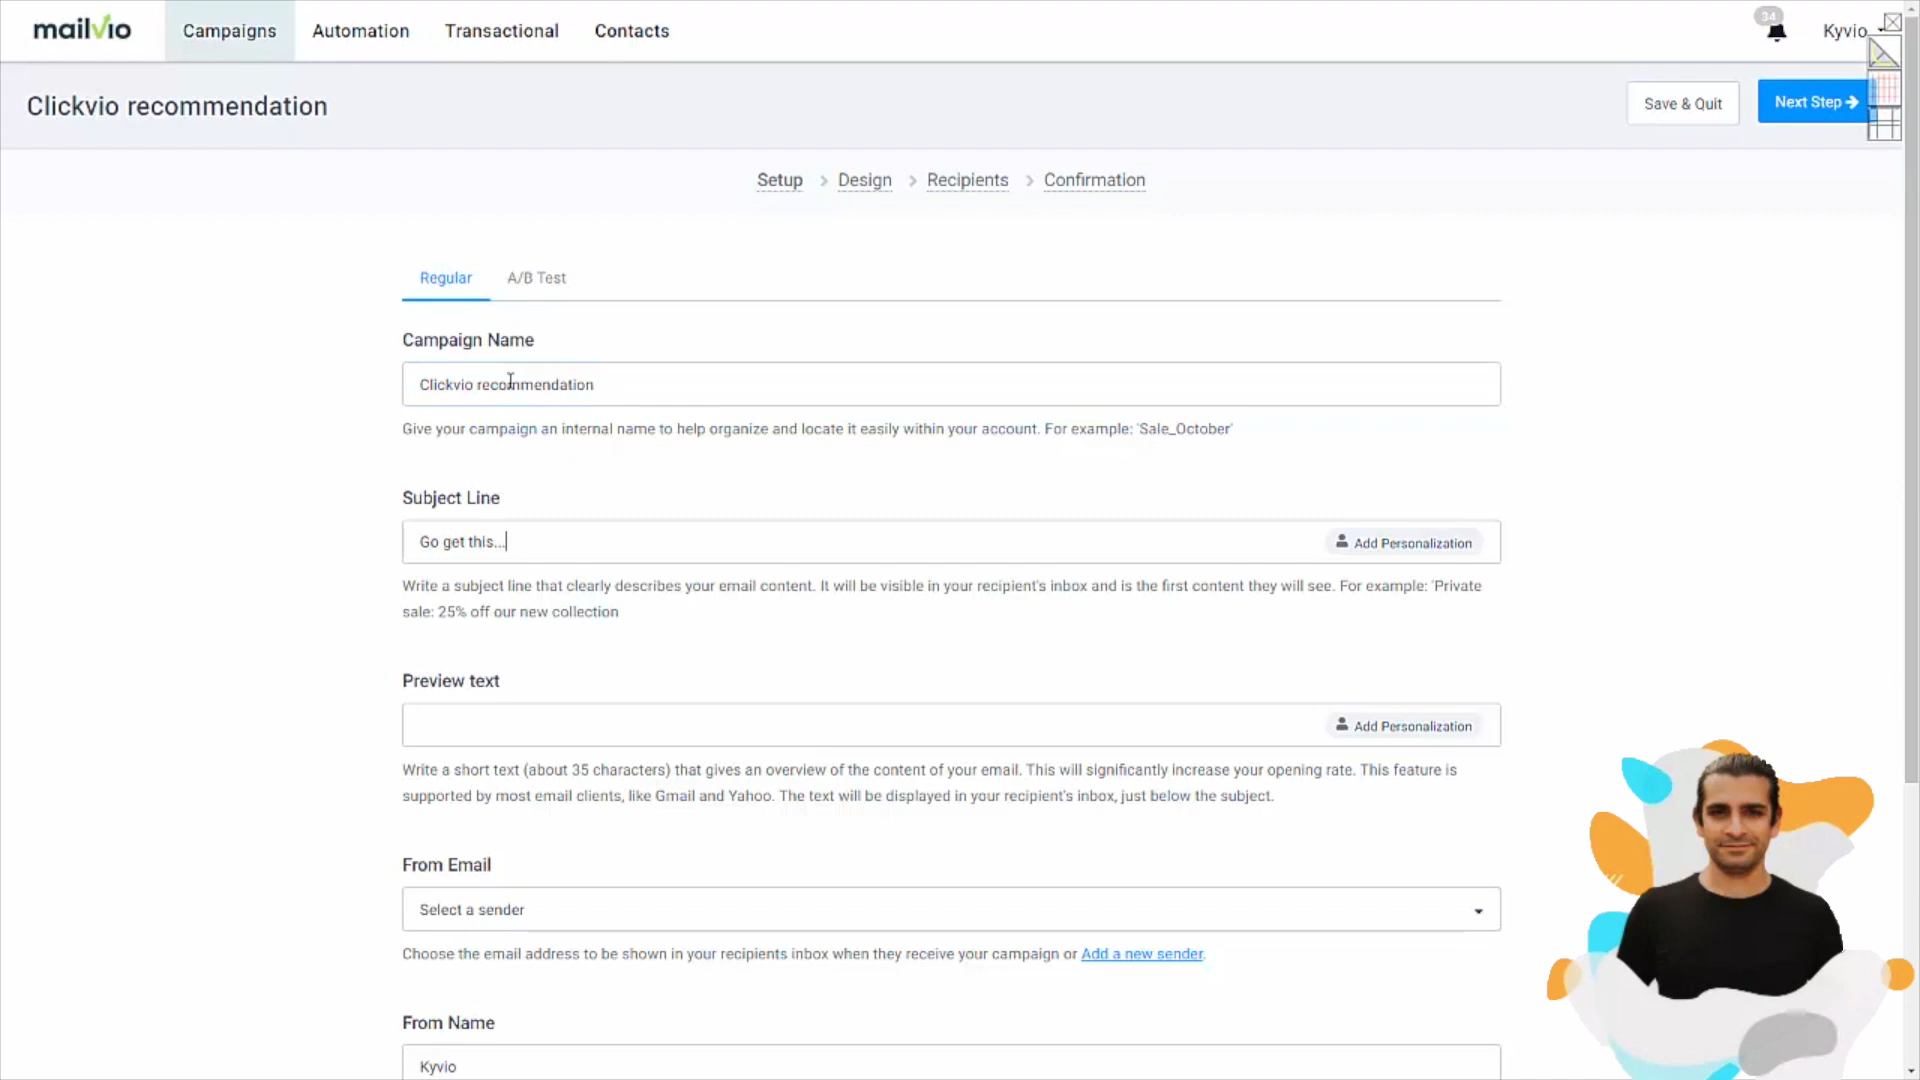 mailvio
Campaigns
Automation
Transactional
Contacts
34
Kyvio
Clickvio recommendation
Save & Quit
Next Step
Setup
Design
Recipients
Confirmation
Regular
A/B Test
Campaign Name
Clickvio recommendation
Give your campaign an internal name to help organize and locate it easily within your account. For example: 'Sale_October'
Subject Line
Go get this...
Add Personalization
Write a subject line that clearly describes your email content. It will be visible in your recipient's inbox and is the first content they will see. For example: 'Private
sale: 25% off our new collection
Preview text
Add Personalization
Write a short text (about 35 characters) that gives an overview of the content of your email. This will significantly increase your opening rate. This feature is
supported by most email clients, like Gmail and Yahoo. The text will be displayed in your recipient's inbox, just below the subject.
From Email
Select a sender
Choose the email address to be shown in your recipients inbox when they receive your campaign or Add a new sender.
From Name
Kyvio